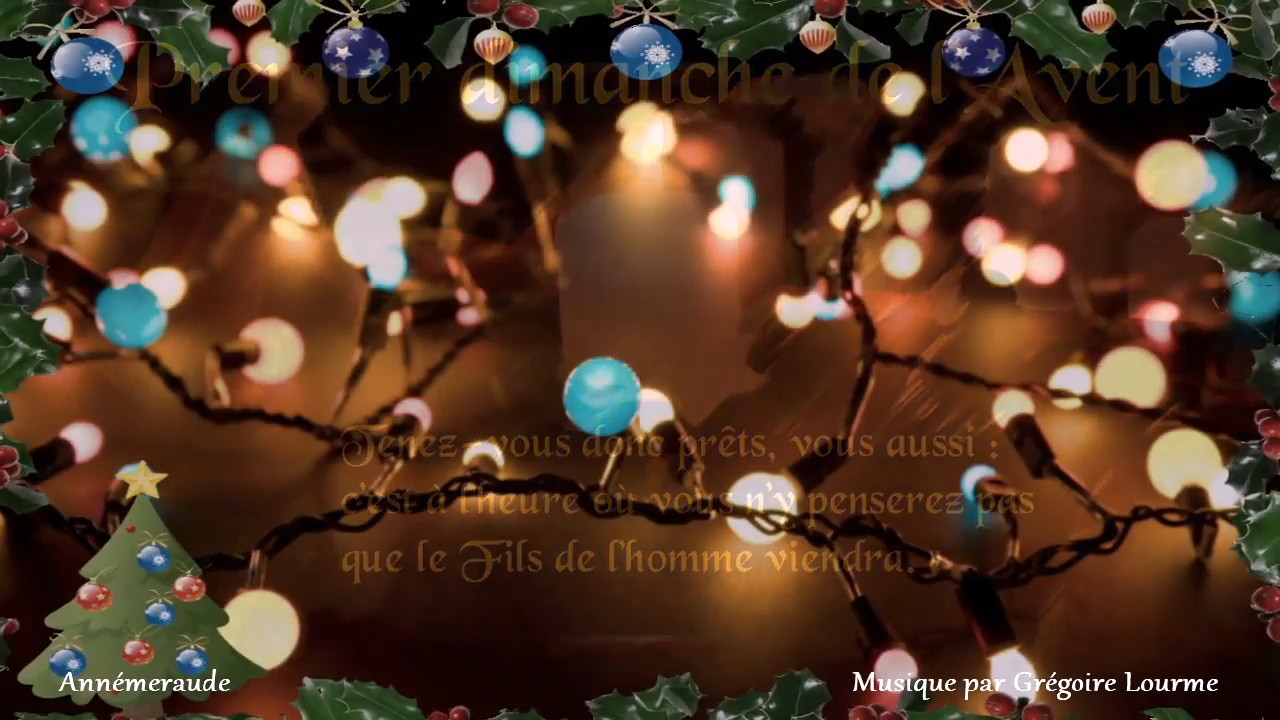 Premier dimanche de l'Avent
Tenez-vous donc prêts, vous aussi :
c'est à l'heure où vous n'y penserez pas
que le Fils de l'homme viendra.
Annémeraude
Musique par Grégoire Lourme